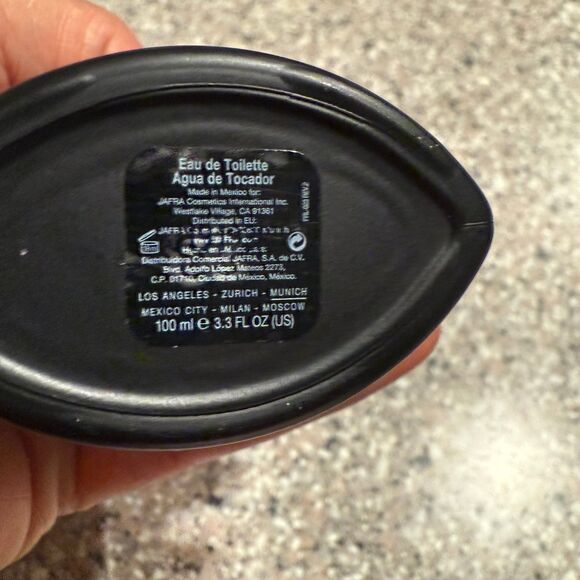 Eau de Toilette
Agua de Tocador
Made in Mexico for:
JAFRA Cosmetics International Inc.
Westlake Village, CA 91361
Distributed in EU:
JAFRA
Distribuidora Comercial JAFRA, S.A. de C.V.
Blvd. Adolfo López Mateos 2273,
C.P. 01710, Ciudad de México, México.
LOS ANGELES - ZURICH - MUNICH
MEXICO CITY - MILAN - MOSCOW
100 ml ℮ 3.3 FL OZ (US)